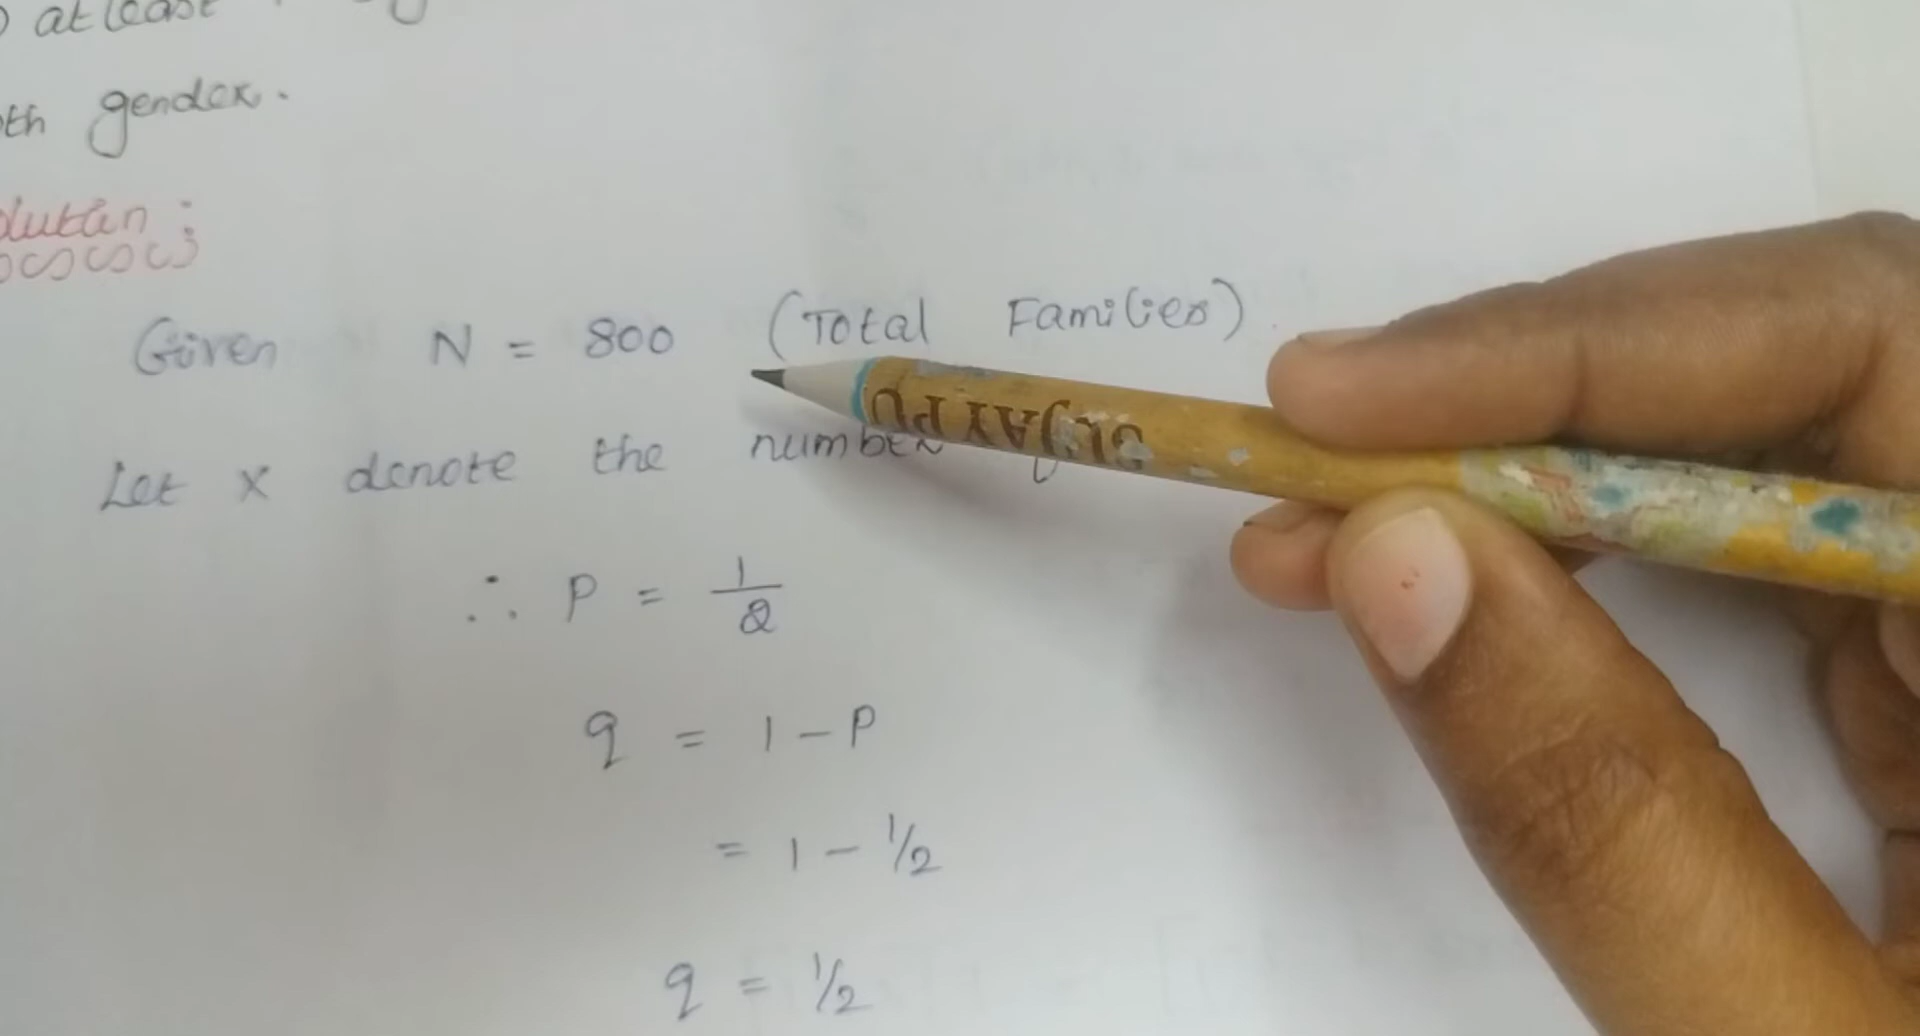 at least
gender.
Given N = 800 (Total Families)
Let x denote the number
∴ P = 1/2
q = 1 - P
= 1 - 1/2
q = 1/2